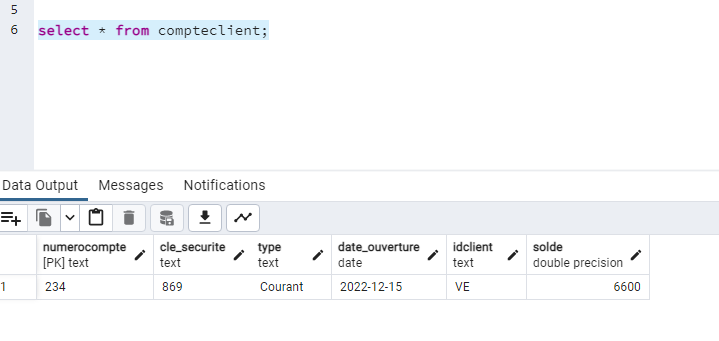 5
6 select * from compteclient;
Data Output Messages Notifications
numerocompte cle_securite type date_ouverture idclient solde
[PK] text text text date text double precision
1 234 869 Courant 2022-12-15 VE 6600